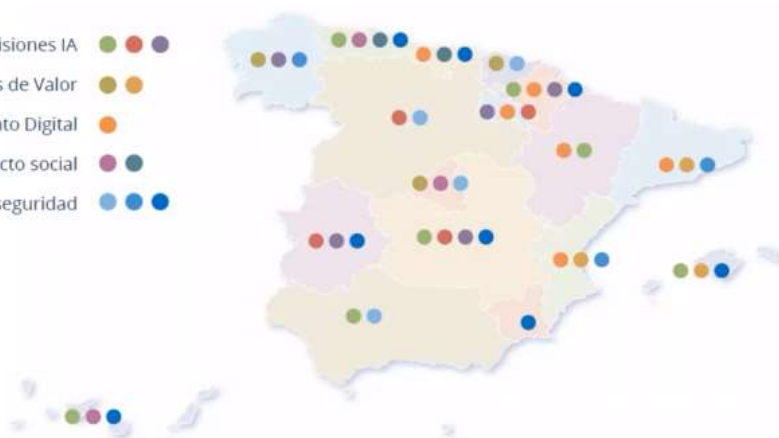 isiones IA
s de Valor
nto Digital
cto social
seguridad